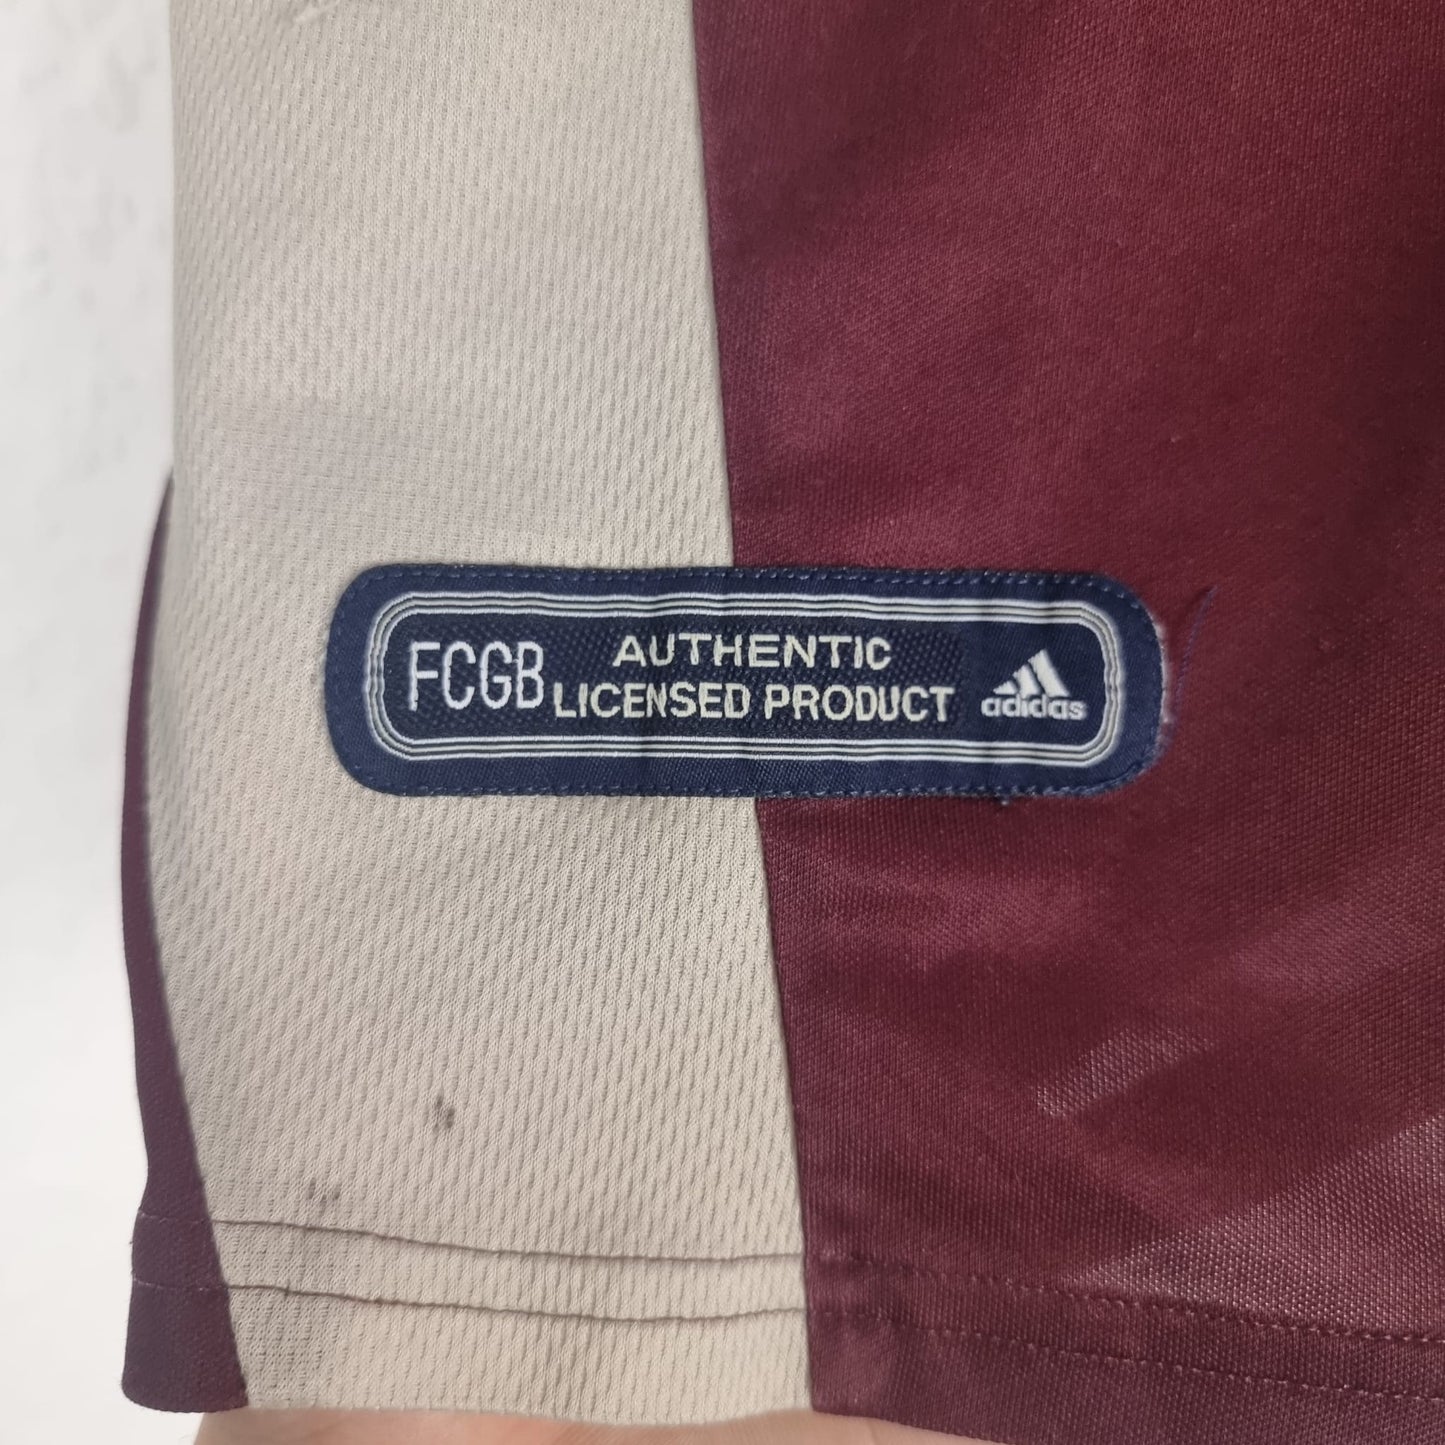 FCGB
AUTHENTIC
LICENSED PRODUCT
adidas